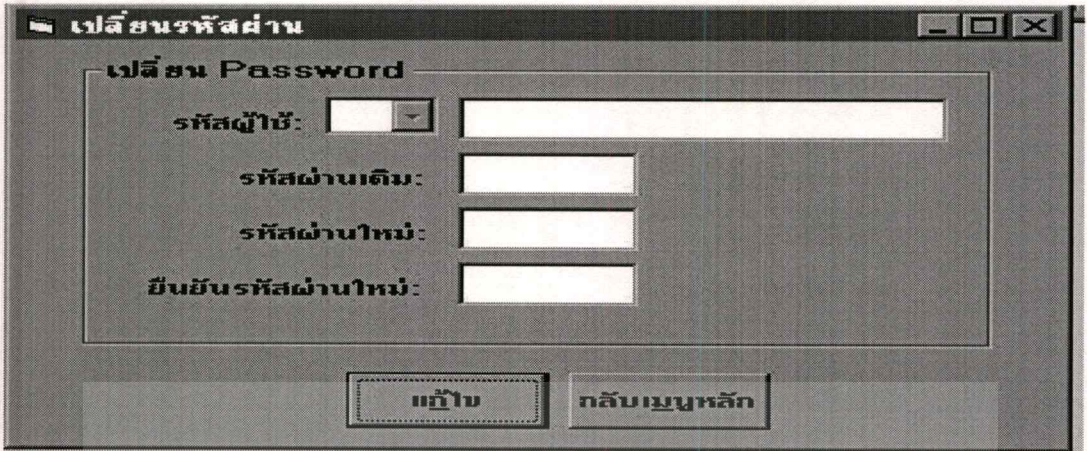 เปลี่ยนรหัสผ่าน
เปลี่ยน Password
รหัสผู้ใช้:
รหัสผ่านเดิม:
รหัสผ่านใหม่:
ยืนยันรหัสผ่านใหม่:
แก้ไข กลับเมนูหลัก